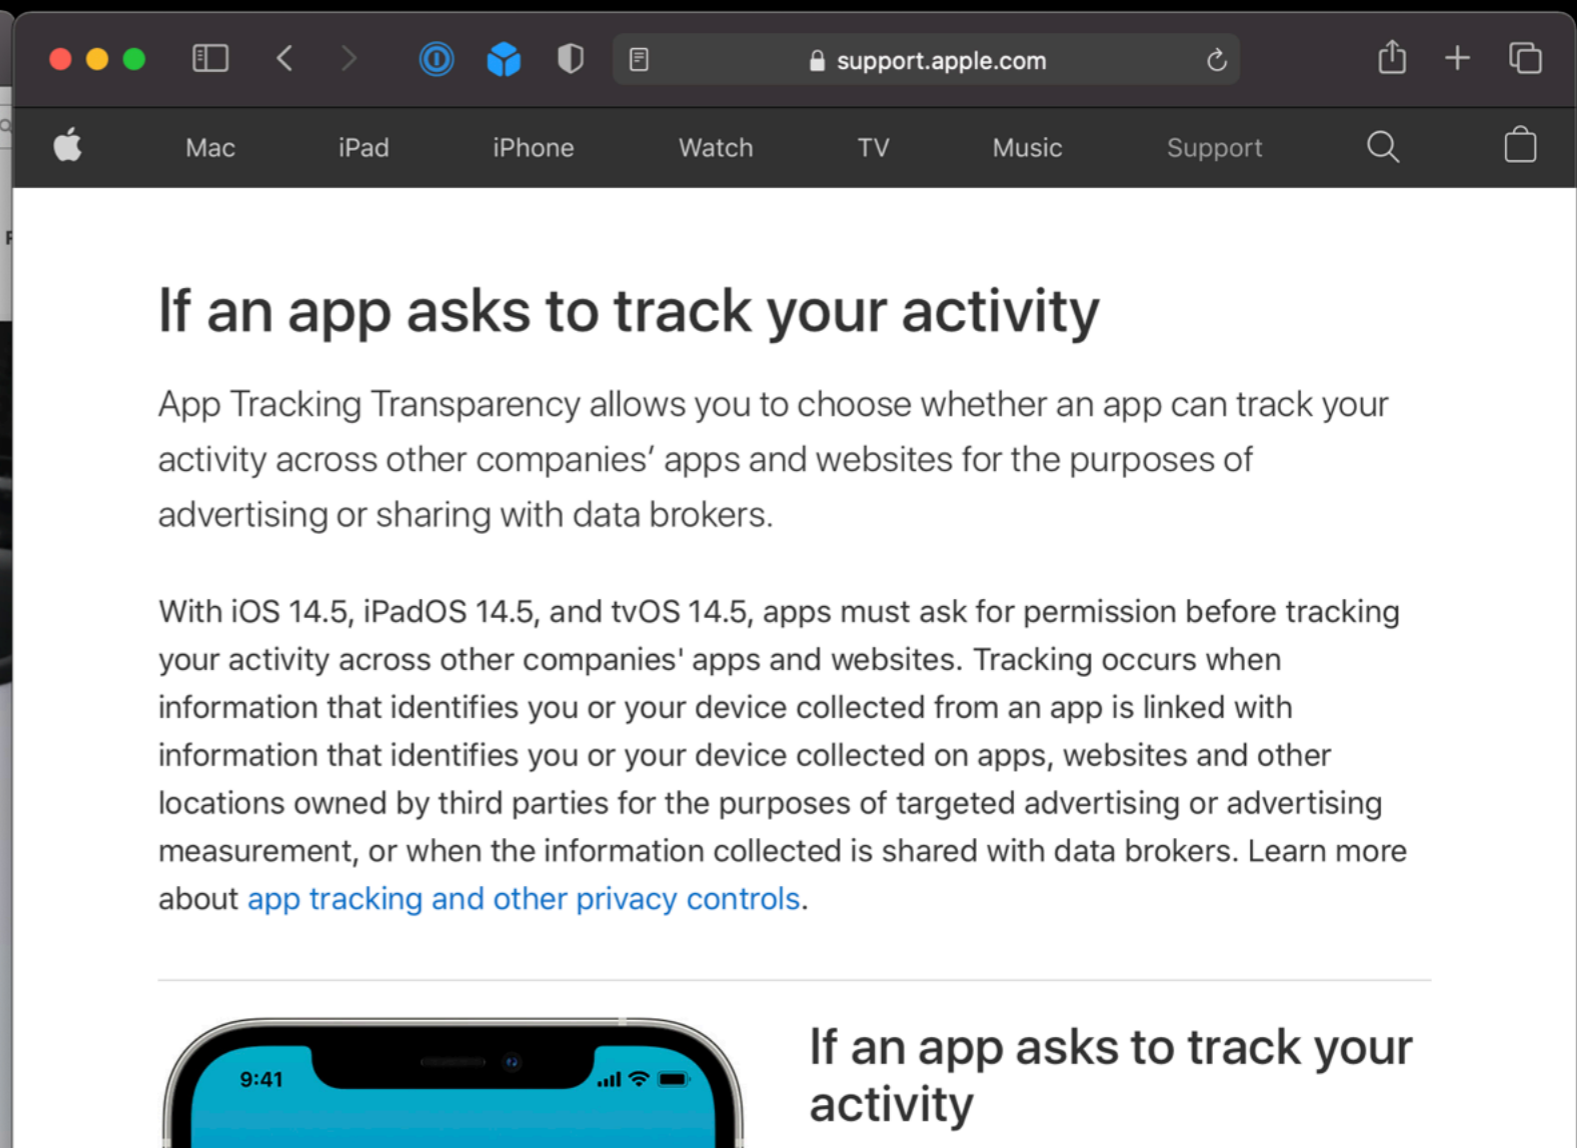 support.apple.com
Mac iPad iPhone Watch TV Music Support
If an app asks to track your activity
App Tracking Transparency allows you to choose whether an app can track your
activity across other companies’ apps and websites for the purposes of
advertising or sharing with data brokers.
With iOS 14.5, iPadOS 14.5, and tvOS 14.5, apps must ask for permission before tracking
your activity across other companies' apps and websites. Tracking occurs when
information that identifies you or your device collected from an app is linked with
information that identifies you or your device collected on apps, websites and other
locations owned by third parties for the purposes of targeted advertising or advertising
measurement, or when the information collected is shared with data brokers. Learn more
about app tracking and other privacy controls.
9:41
If an app asks to track your
activity